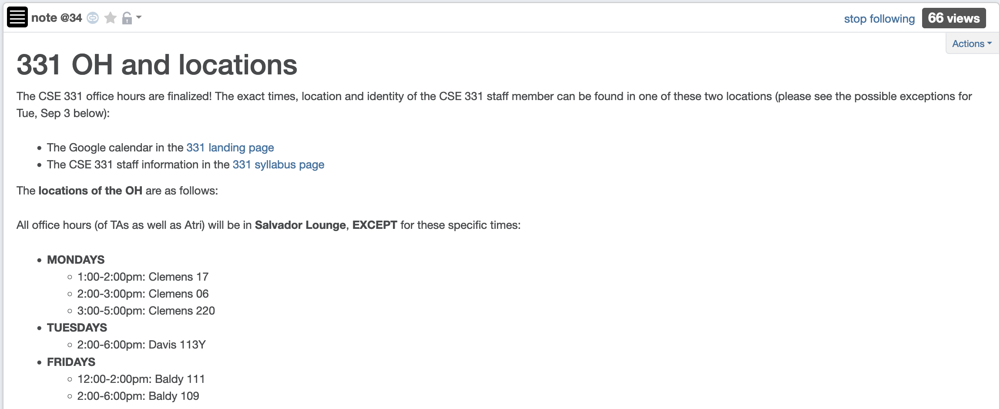 note @34
stop following
66 views
Actions
331 OH and locations
The CSE 331 office hours are finalized! The exact times, location and identity of the CSE 331 staff member can be found in one of these two locations (please see the possible exceptions for
Tue, Sep 3 below):
• The Google calendar in the 331 landing page
• The CSE 331 staff information in the 331 syllabus page
The locations of the OH are as follows:
All office hours (of TAs as well as Atri) will be in Salvador Lounge, EXCEPT for these specific times:
• MONDAYS
◦ 1:00-2:00pm: Clemens 17
◦ 2:00-3:00pm: Clemens 06
◦ 3:00-5:00pm: Clemens 220
• TUESDAYS
◦ 2:00-6:00pm: Davis 113Y
• FRIDAYS
◦ 12:00-2:00pm: Baldy 111
◦ 2:00-6:00pm: Baldy 109